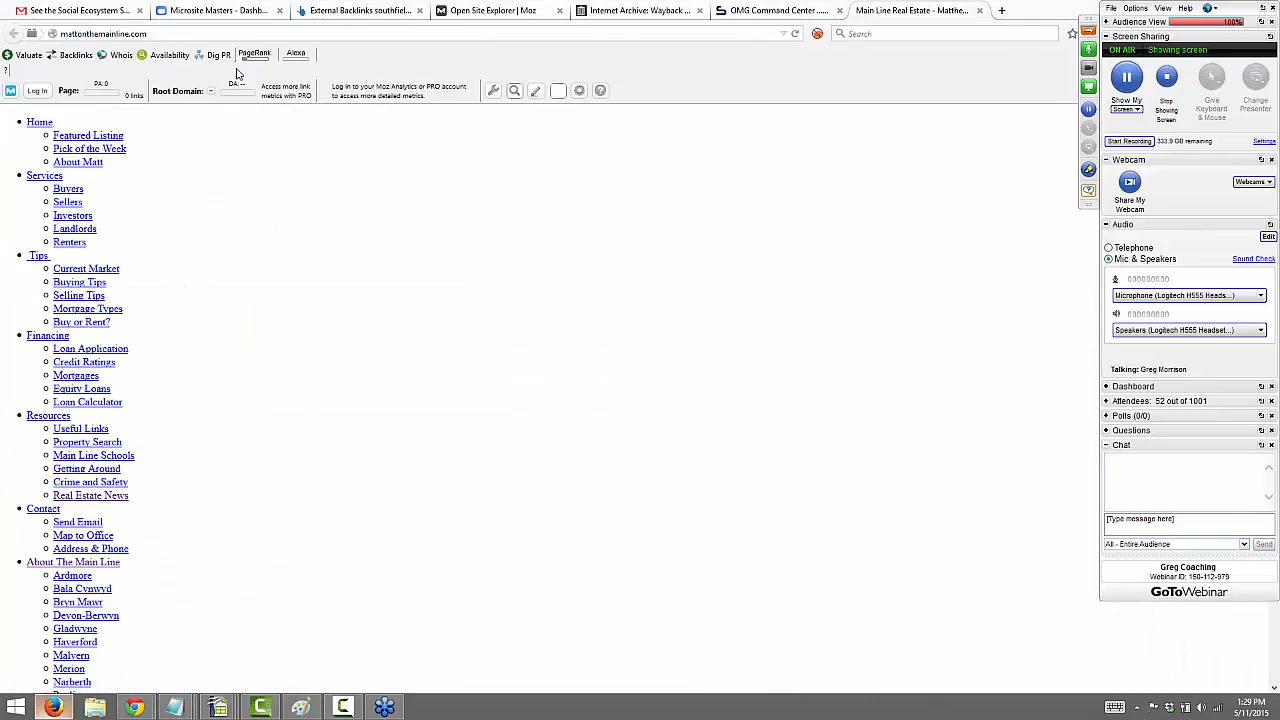 See the Social Ecosystem S...
Microsite Masters - Dashb...
External Backlinks southfiel...
Open Site Explorer | Moz
Internet Archive: Wayback ...
OMG Command Center ...
Main Line Real Estate - Matthe...
mattonthemainline.com
Search
Valuate
Backlinks
Whois
Availability
Dig PR
PageRank
Alexa
?
Log In
Page:
PA: 0
0 links
Root Domain:
DA:
Access more link
metrics with PRO
Log in to your Moz Analytics or PRO account
to access more detailed metrics.
Home
Featured Listing
Pick of the Week
About Matt
Services
Buyers
Sellers
Investors
Landlords
Renters
Tips
Current Market
Buying Tips
Selling Tips
Mortgage Types
Buy or Rent?
Financing
Loan Application
Credit Ratings
Mortgages
Equity Loans
Loan Calculator
Resources
Useful Links
Property Search
Main Line Schools
Getting Around
Crime and Safety
Real Estate News
Contact
Send Email
Map to Office
Address & Phone
About The Main Line
Ardmore
Bala Cynwyd
Bryn Mawr
Devon-Berwyn
Gladwyne
Haverford
Malvern
Merion
Narberth
File Options View Help
Audience View 100%
Screen Sharing
ON AIR Showing screen
Show My
Screen
Stop
Showing
Screen
Give
Keyboard
& Mouse
Change
Presenter
Start Recording 333.9 GB remaining Settings
Webcam
Webcams
Share My
Webcam
Audio
Edit
Telephone
Mic & Speakers Sound Check
Microphone (Logitech H555 Heads...)
Speakers (Logitech H555 Headset...)
Talking: Greg Morrison
Dashboard
Attendees: 52 out of 1001
Polls (0/0)
Questions
Chat
[Type message here]
All - Entire Audience Send
Greg Coaching
Webinar ID: 150-112-979
GoToWebinar
1:29 PM
5/11/2015